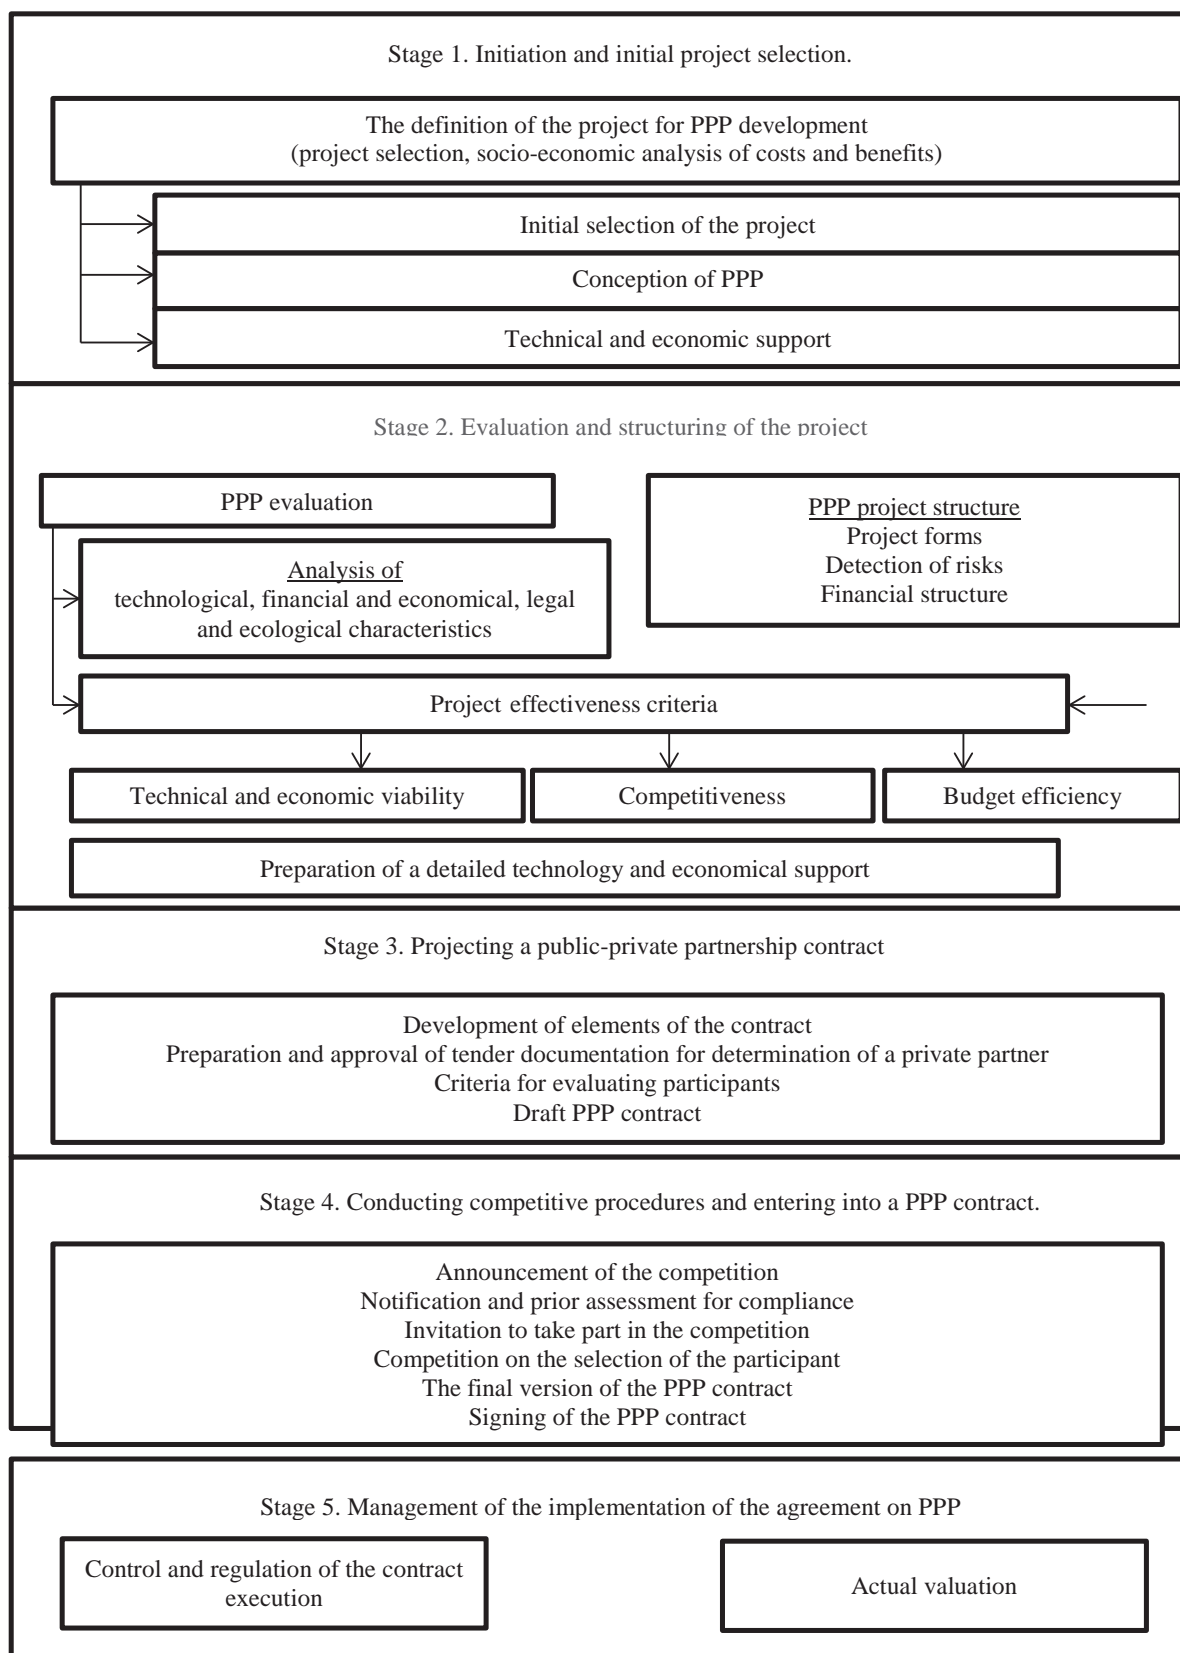 Stage 1. Initiation and initial project selection.
The definition of the project for PPP development
(project selection, socio-economic analysis of costs and benefits)
Initial selection of the project
Conception of PPP
Technical and economic support
Stage 2. Evaluation and structuring of the project
PPP evaluation
Analysis of
technological, financial and economical, legal
and ecological characteristics
PPP project structure
Project forms
Detection of risks
Financial structure
Project effectiveness criteria
Technical and economic viability
Competitiveness
Budget efficiency
Preparation of a detailed technology and economical support
Stage 3. Projecting a public-private partnership contract
Development of elements of the contract
Preparation and approval of tender documentation for determination of a private partner
Criteria for evaluating participants
Draft PPP contract
Stage 4. Conducting competitive procedures and entering into a PPP contract.
Announcement of the competition
Notification and prior assessment for compliance
Invitation to take part in the competition
Competition on the selection of the participant
The final version of the PPP contract
Signing of the PPP contract
Stage 5. Management of the implementation of the agreement on PPP
Control and regulation of the contract
execution
Actual valuation